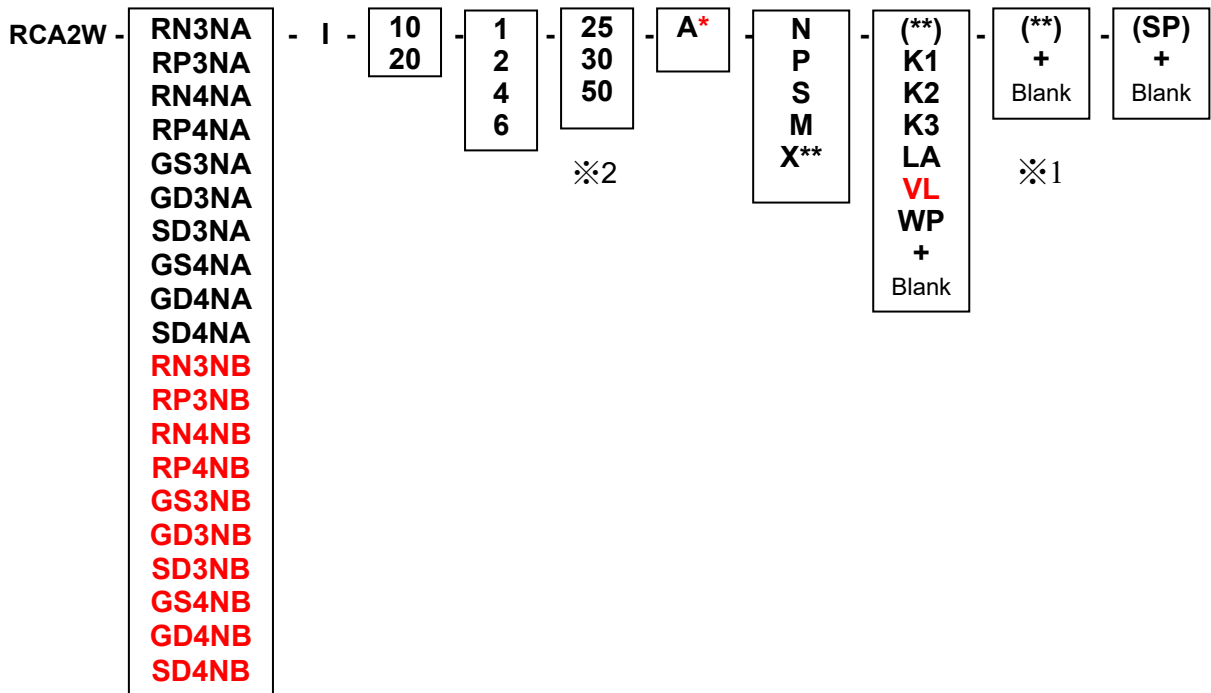 RCA2W - RN3NA - I - 10 - 1 - 25 - A* - N - (**) - (**) - (SP)
RP3NA 20 2 30 P K1 + +
RN4NA 4 50 S K2 Blank Blank
RP4NA 6 M K3
GS3NA ※2 X** LA ※1
GD3NA VL
SD3NA WP
GS4NA +
GD4NA Blank
SD4NA
RN3NB
RP3NB
RN4NB
RP4NB
GS3NB
GD3NB
SD3NB
GS4NB
GD4NB
SD4NB